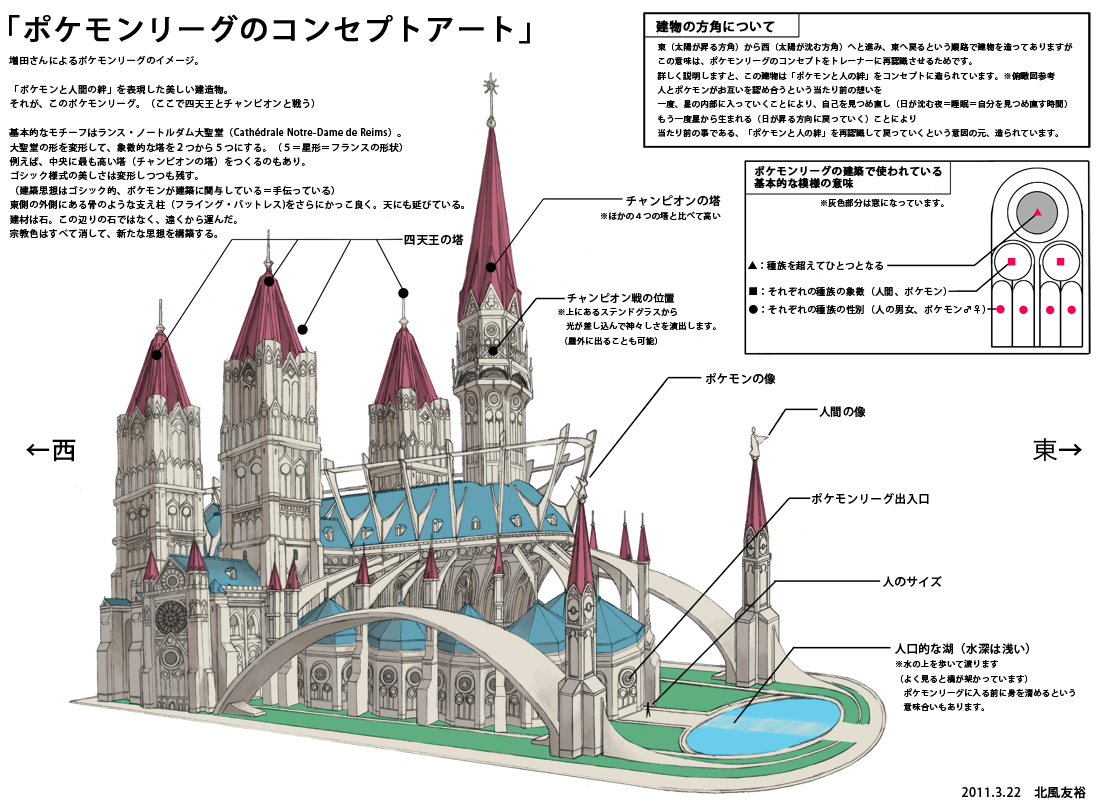 「ポケモンリーグのコンセプトアート」
増田さんによるポケモンリーグのイメージ。
「ポケモンと人間の絆」を表現した美しい建造物。
それが、このポケモンリーグ。（ここで四天王とチャンピオンと戦う）
基本的なモチーフはランス・ノートルダム大聖堂（Cathédrale Notre-Dame de Reims）。
大聖堂の形を変形して、象徴的な塔を２つから５つにする。（５＝星形＝フランスの形状）
例えば、中央に最も高い塔（チャンピオンの塔）をつくるのもあり。
ゴシック様式の美しさは変形しつつも残す。
（建築思想はゴシック的、ポケモンが建築に関与している＝手伝っている）
東側の外側にある骨のような支え柱（フライング・バットレス)をさらにかっこ良く。天にも延びている。
建材は石。この辺りの石ではなく、遠くから運んだ。
宗教色はすべて消して、新たな思想を構築する。
建物の方角について
東（太陽が昇る方角）から西（太陽が沈む方角）へと進み、東へ戻るという順路で建物を造ってありますが
この意味は、ポケモンリーグのコンセプトをトレーナーに再認識させるためです。
詳しく説明しますと、この建物は「ポケモンと人の絆」をコンセプトに造られています。※俯瞰図参考
人とポケモンがお互いを認め合うという当たり前の想いを
一度、星の内部に入っていくことにより、自己を見つめ直し（日が沈む夜＝睡眠＝自分を見つめ直す時間）
もう一度星から生まれる（日が昇る方向に戻っていく）ことにより
当たり前の事である、「ポケモンと人の絆」を再認識して戻っていくという意図の元、造られています。
ポケモンリーグの建築で使われている
基本的な模様の意味
※灰色部分は窓になっています。
▲：種族を超えてひとつとなる
■：それぞれの種族の象徴（人間、ポケモン）
●：それぞれの種族の性別（人の男女、ポケモン♂♀）
四天王の塔
チャンピオンの塔
※ほかの４つの塔と比べて高い
チャンピオン戦の位置
※上にあるステンドグラスから
光が差し込んで神々しさを演出します。
（屋外に出ることも可能）
ポケモンの像
人間の像
←西
東→
ポケモンリーグ出入口
人のサイズ
人口的な湖（水深は浅い）
※水の上を歩いて渡ります
（よく見ると橋が架かっています）
ポケモンリーグに入る前に身を清めるという
意味合いもあります。
2011.3.22　北風友裕